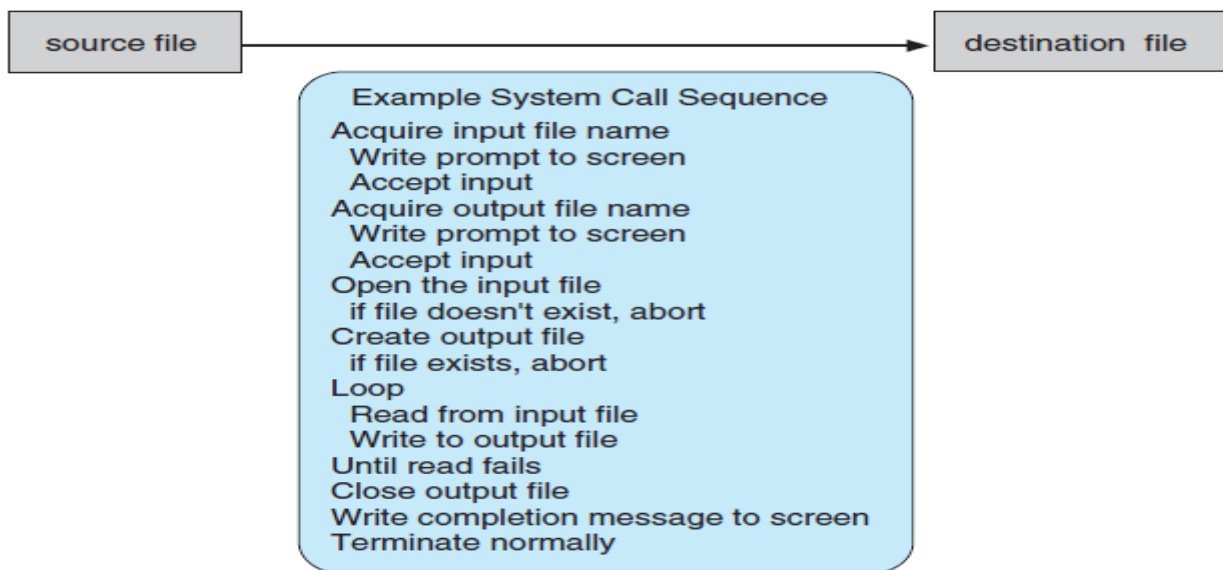 source file
destination file
Example System Call Sequence
Acquire input file name
Write prompt to screen
Accept input
Acquire output file name
Write prompt to screen
Accept input
Open the input file
if file doesn't exist, abort
Create output file
if file exists, abort
Loop
Read from input file
Write to output file
Until read fails
Close output file
Write completion message to screen
Terminate normally